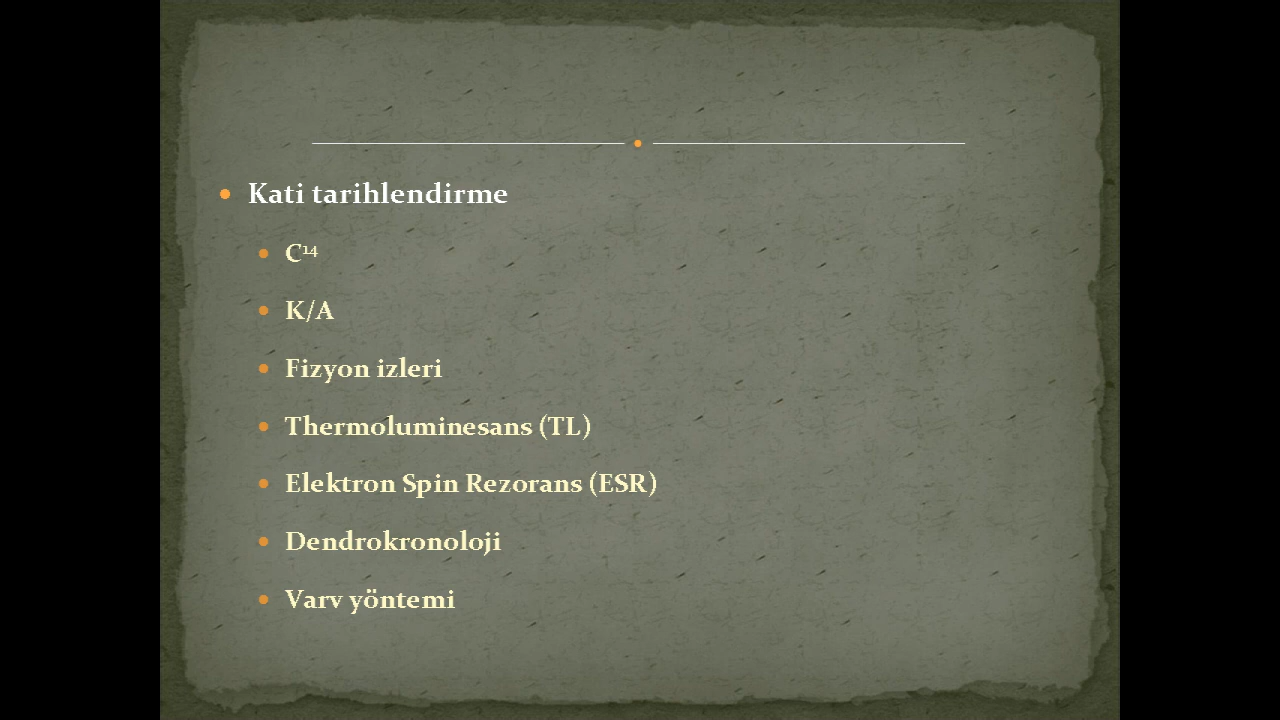 Kati tarihlendirme
C¹⁴
K/A
Fizyon izleri
Thermoluminesans (TL)
Elektron Spin Rezorans (ESR)
Dendrokronoloji
Varv yöntemi